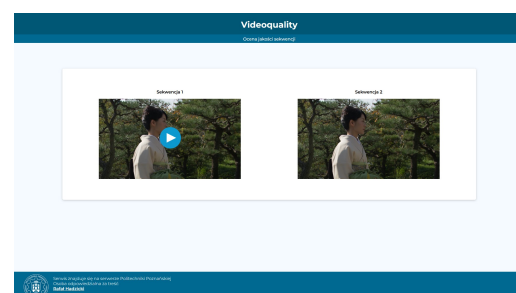 Videoquality
Ocena jakości sekwencji
Sekwencja 1
Sekwencja 2
Serwis znajduje się na serwerze Politechniki Poznańskiej
Osoba odpowiedzialna za treść:
Rafał Hadzicki